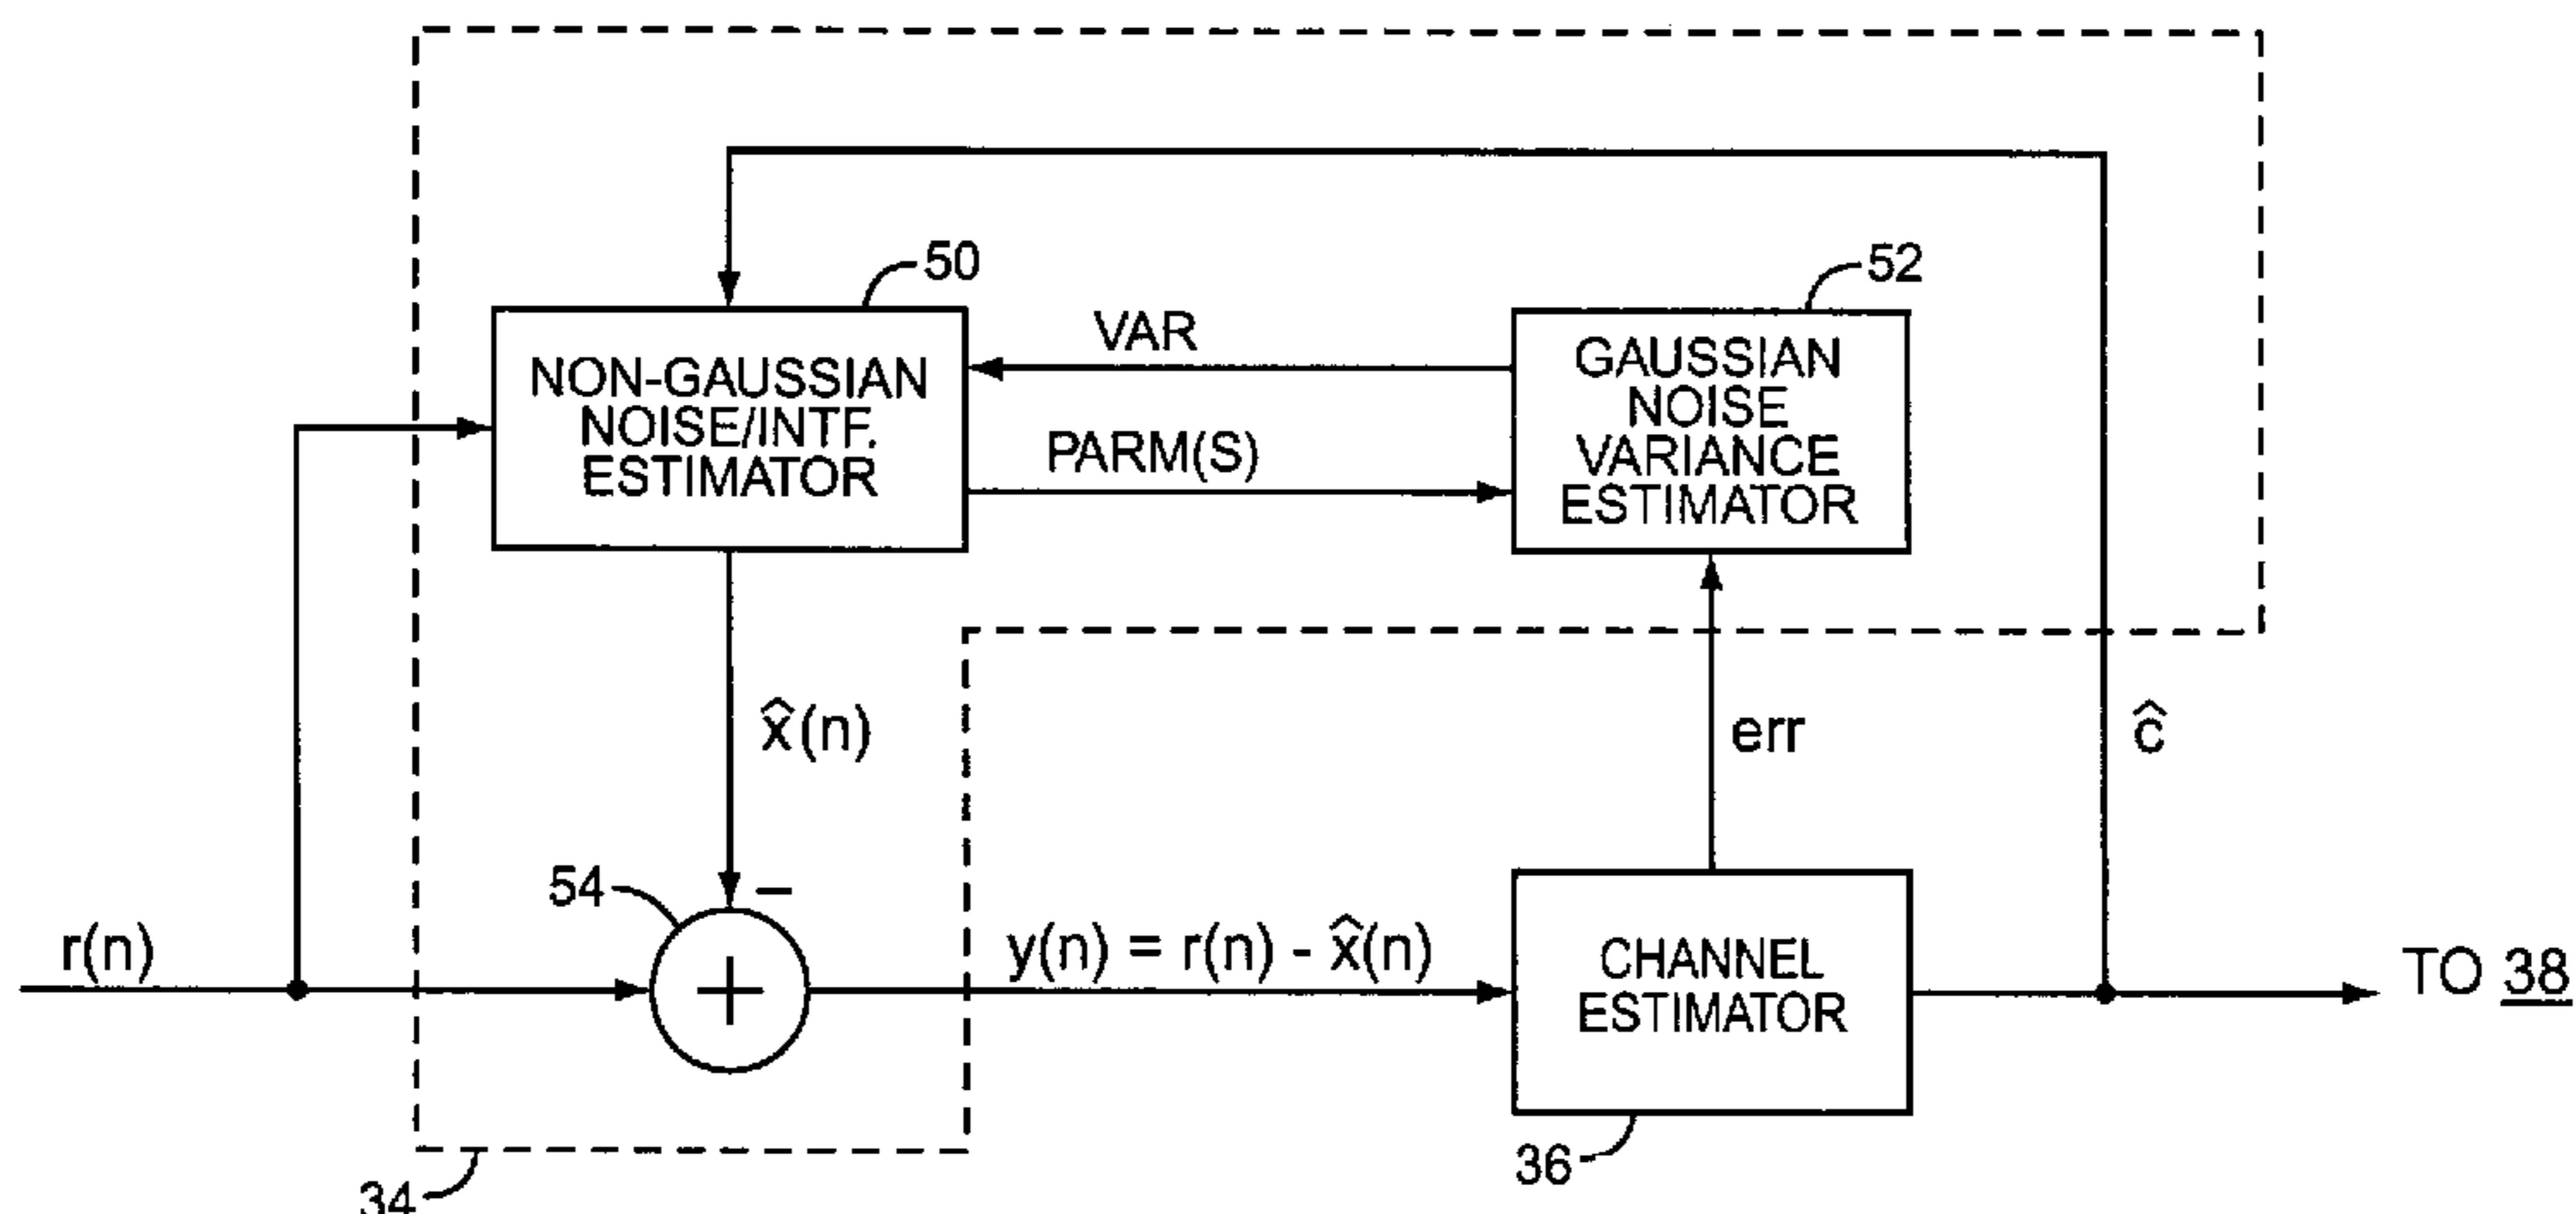 50
52
VAR
NON-GAUSSIAN
NOISE/INTF.
ESTIMATOR
PARM(S)
GAUSSIAN
NOISE
VARIANCE
ESTIMATOR
x̂(n)
err
ĉ
54
–
r(n)
+
y(n) = r(n) - x̂(n)
CHANNEL
ESTIMATOR
TO 38
36
34